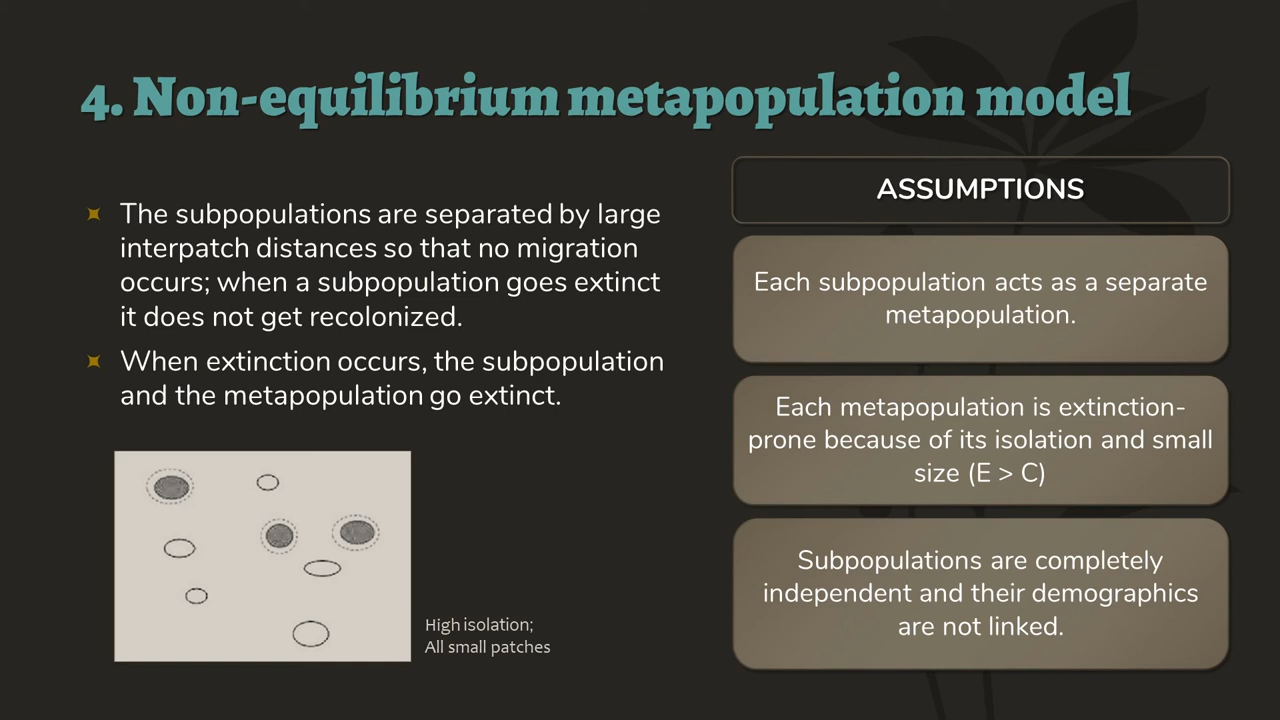 4. Non-equilibrium metapopulation model
The subpopulations are separated by large
interpatch distances so that no migration
occurs; when a subpopulation goes extinct
it does not get recolonized.
When extinction occurs, the subpopulation
and the metapopulation go extinct.
High isolation;
All small patches
ASSUMPTIONS
Each subpopulation acts as a separate
metapopulation.
Each metapopulation is extinction-
prone because of its isolation and small
size (E > C)
Subpopulations are completely
independent and their demographics
are not linked.